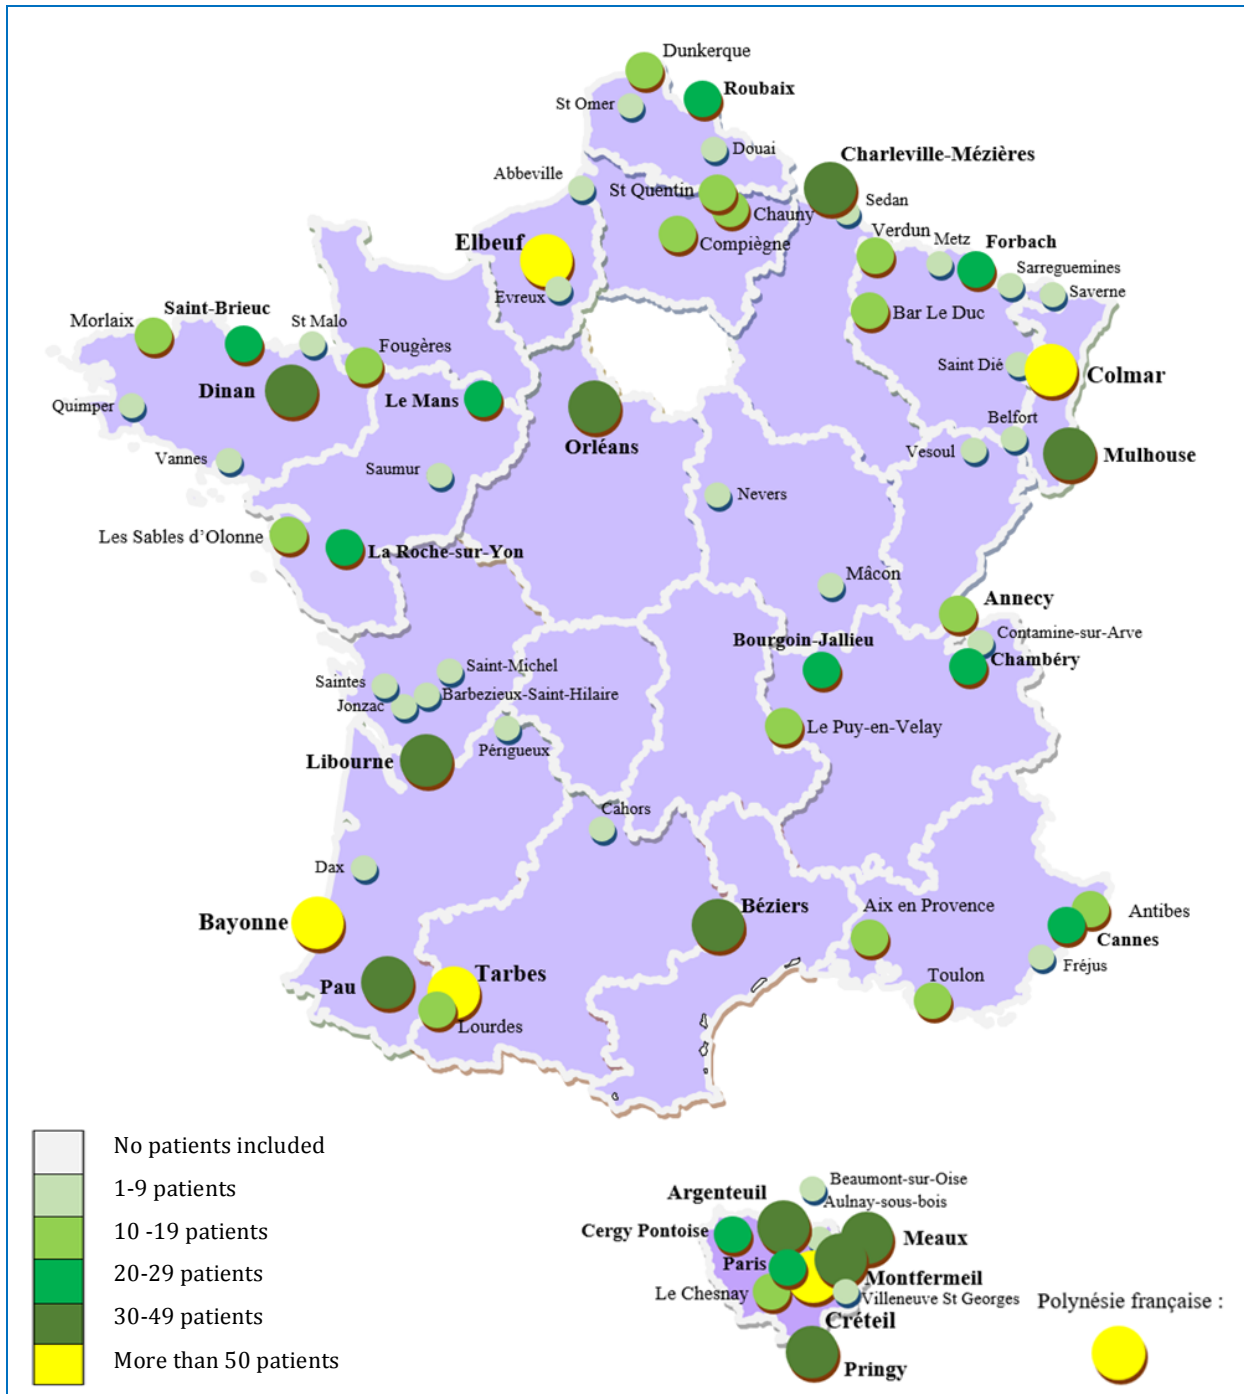 Dunkerque
Roubaix
St Omer
Douai
Charleville-Mézières
Abbeville
St Quentin
Sedan
Chauny
Verdun
Metz
Forbach
Elbeuf
Compiègne
Sarreguemines
Evreux
Saverne
Saint-Brieuc
Morlaix
St Malo
Bar Le Duc
Fougères
Saint Dié
Colmar
Dinan
Le Mans
Quimper
Belfort
Orléans
Vesoul
Mulhouse
Vannes
Saumur
Nevers
Les Sables d’Olonne
La Roche-sur-Yon
Mâcon
Annecy
Contamine-sur-Arve
Bourgoin-Jallieu
Chambéry
Saint-Michel
Saintes
Barbezieux-Saint-Hilaire
Jonzac
Le Puy-en-Velay
Périgueux
Libourne
Cahors
Dax
Béziers
Aix en Provence
Antibes
Bayonne
Cannes
Fréjus
Tarbes
Toulon
Pau
Lourdes
No patients included
1-9 patients
10 -19 patients
20-29 patients
30-49 patients
More than 50 patients
Beaumont-sur-Oise
Argenteuil
Aulnay-sous-bois
Cergy Pontoise
Meaux
Paris
Montfermeil
Le Chesnay
Villeneuve St Georges
Créteil
Pringy
Polynésie française :